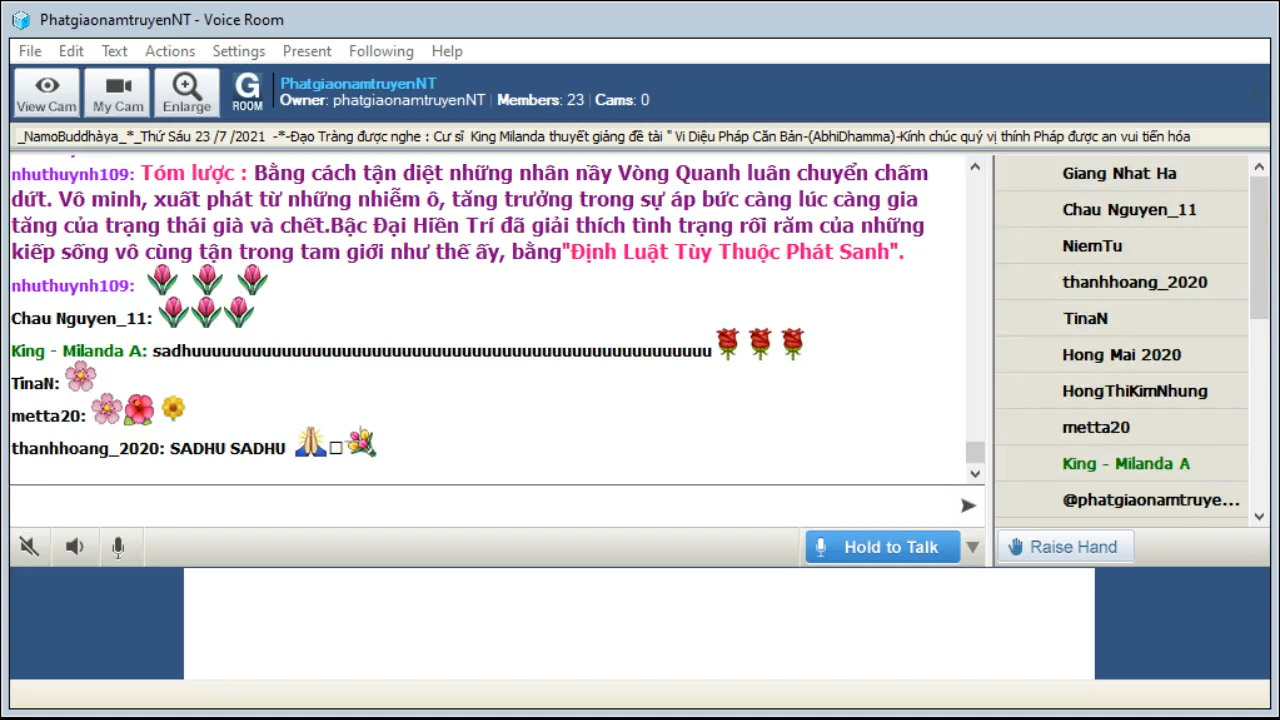 PhatgiaonamtruyenNT - Voice Room
File Edit Text Actions Settings Present Following Help
View Cam My Cam Enlarge G ROOM
PhatgiaonamtruyenNT
Owner: phatgiaonamtruyenNT | Members: 23 | Cams: 0
_NamoBuddhàya_*_Thứ Sáu 23 /7 /2021 -*-Đạo Tràng được nghe : Cư sĩ King Milanda thuyết giảng đề tài " Vi Diệu Pháp Căn Bản-(AbhiDhamma)-Kính chúc quý vị thính Pháp được an vui tiến hóa
nhuthuynh109: Tóm lược : Bằng cách tận diệt những nhân nầy Vòng Quanh luân chuyển chấm
dứt. Vô minh, xuất phát từ những nhiễm ô, tăng trưởng trong sự áp bức càng lúc càng gia
tăng của trạng thái già và chết.Bậc Đại Hiền Trí đã giải thích tình trạng rối răm của những
kiếp sống vô cùng tận trong tam giới như thế ấy, bằng"Định Luật Tùy Thuộc Phát Sanh".
nhuthuynh109:
Chau Nguyen_11:
King - Milanda A: sadhuuuuuuuuuuuuuuuuuuuuuuuuuuuuuuuuuuuuuuuuuuuuuuuuuuuu
TinaN:
metta20:
thanhhoang_2020: SADHU SADHU
Giang Nhat Ha
Chau Nguyen_11
NiemTu
thanhhoang_2020
TinaN
Hong Mai 2020
HongThiKimNhung
metta20
King - Milanda A
@phatgiaonamtruye...
Hold to Talk
Raise Hand